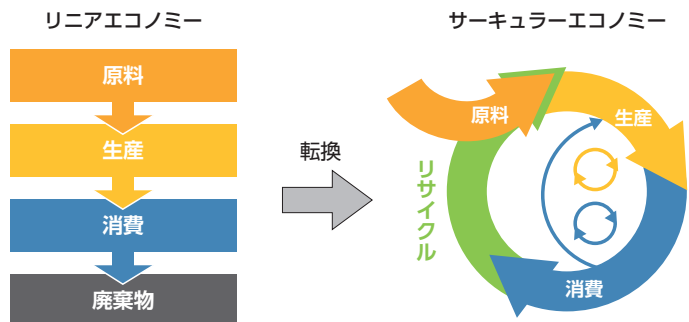 リニアエコノミー
原料
生産
消費
廃棄物
転換
サーキュラーエコノミー
原料
生産
リサイクル
消費